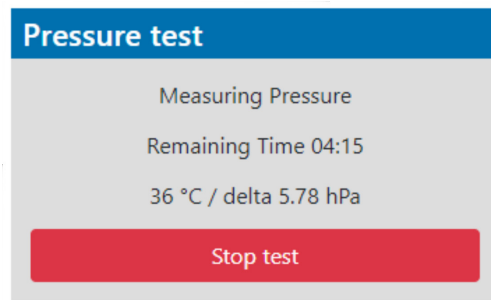 Pressure test
Measuring Pressure
Remaining Time 04:15
36 °C / delta 5.78 hPa
Stop test